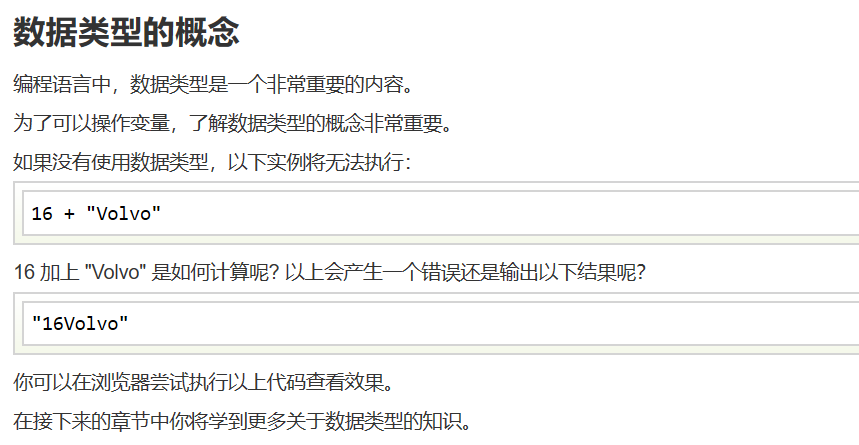 数据类型的概念
编程语言中，数据类型是一个非常重要的内容。
为了可以操作变量，了解数据类型的概念非常重要。
如果没有使用数据类型，以下实例将无法执行：
16 + "Volvo"
16 加上 "Volvo" 是如何计算呢? 以上会产生一个错误还是输出以下结果呢?
"16Volvo"
你可以在浏览器尝试执行以上代码查看效果。
在接下来的章节中你将学到更多关于数据类型的知识。